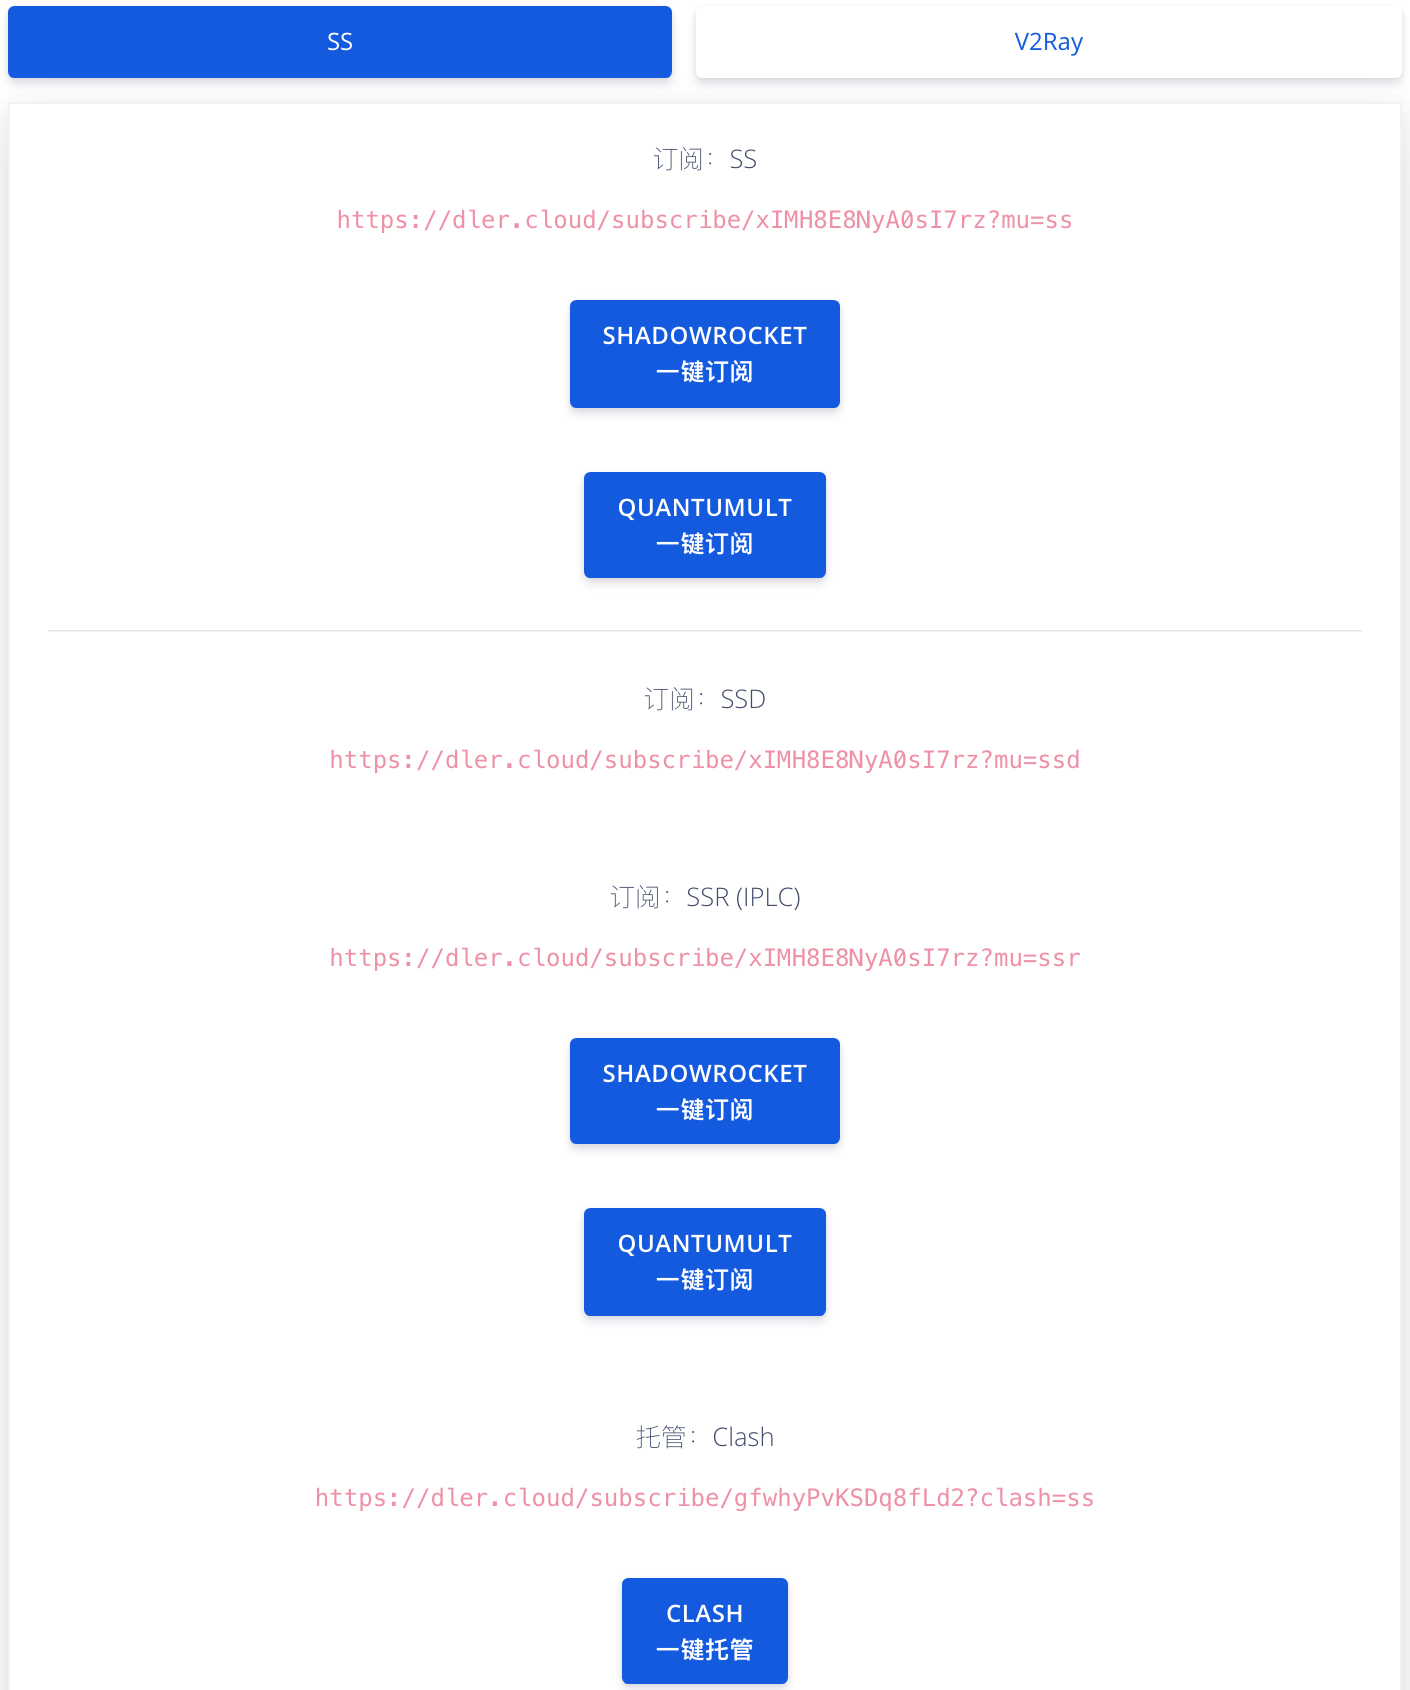 SS
V2Ray
订阅：SS
https://dler.cloud/subscribe/xIMH8E8NyA0sI7rz?mu=ss
SHADOWROCKET
一键订阅
QUANTUMULT
一键订阅
订阅：SSD
https://dler.cloud/subscribe/xIMH8E8NyA0sI7rz?mu=ssd
订阅：SSR (IPLC)
https://dler.cloud/subscribe/xIMH8E8NyA0sI7rz?mu=ssr
SHADOWROCKET
一键订阅
QUANTUMULT
一键订阅
托管：Clash
https://dler.cloud/subscribe/gfwhyPvKSDq8fLd2?clash=ss
CLASH
一键托管